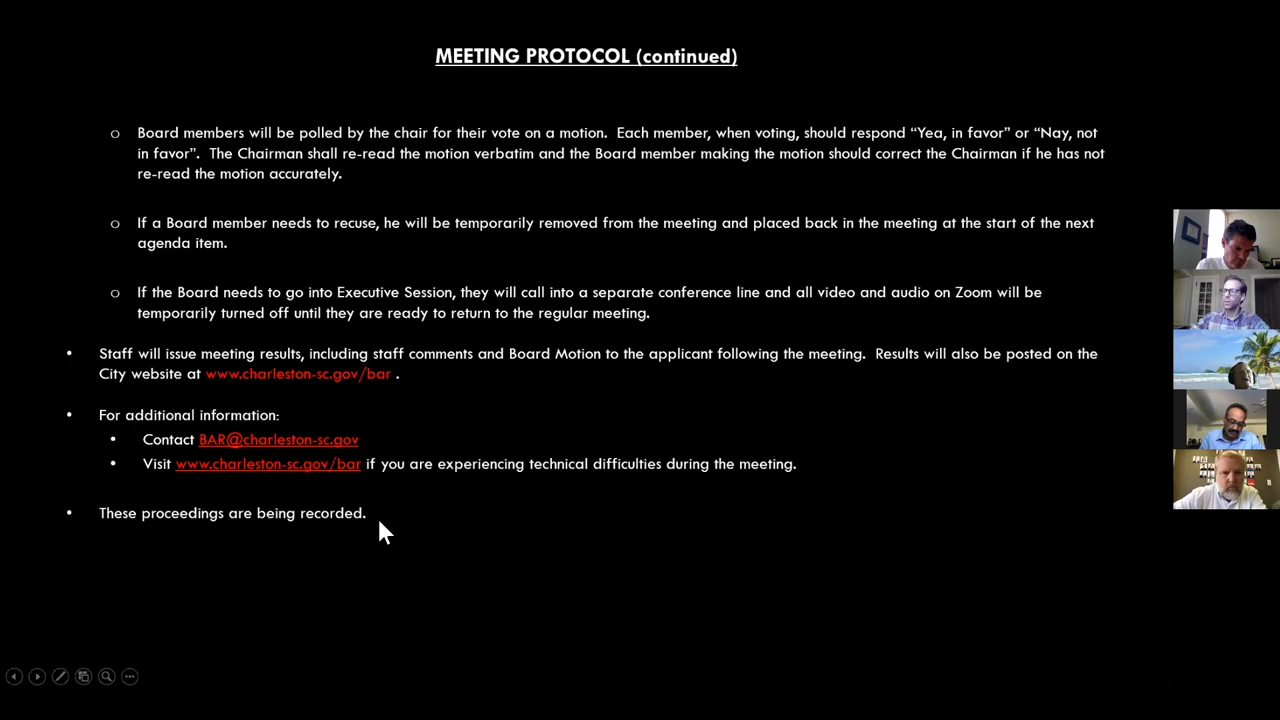 MEETING PROTOCOL (continued)
o Board members will be polled by the chair for their vote on a motion. Each member, when voting, should respond “Yea, in favor” or “Nay, not
in favor”. The Chairman shall re-read the motion verbatim and the Board member making the motion should correct the Chairman if he has not
re-read the motion accurately.
o If a Board member needs to recuse, he will be temporarily removed from the meeting and placed back in the meeting at the start of the next
agenda item.
o If the Board needs to go into Executive Session, they will call into a separate conference line and all video and audio on Zoom will be
temporarily turned off until they are ready to return to the regular meeting.
• Staff will issue meeting results, including staff comments and Board Motion to the applicant following the meeting. Results will also be posted on the
City website at www.charleston-sc.gov/bar .
• For additional information:
• Contact BAR@charleston-sc.gov
• Visit www.charleston-sc.gov/bar if you are experiencing technical difficulties during the meeting.
• These proceedings are being recorded.